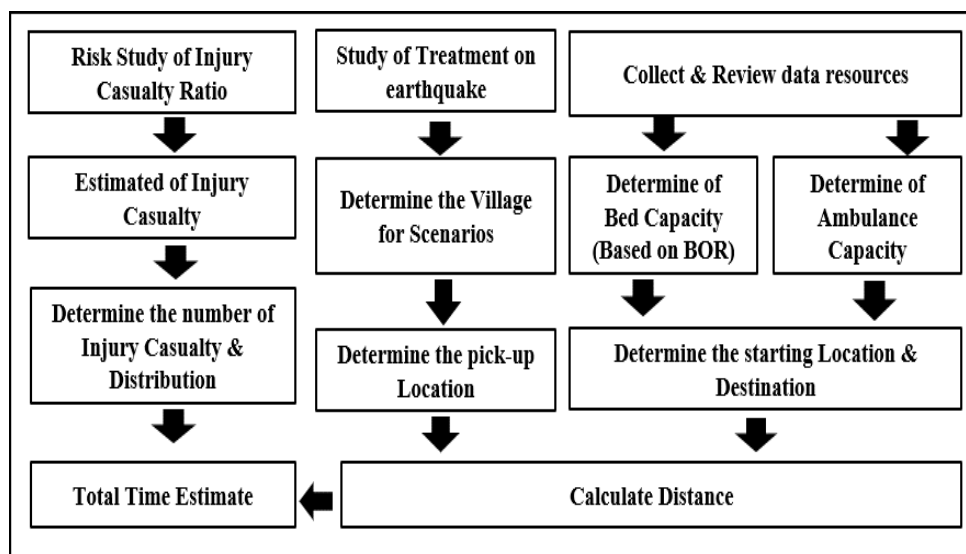 Risk Study of Injury
Casualty Ratio
Study of Treatment on
earthquake
Collect & Review data resources
Estimated of Injury
Casualty
Determine the Village
for Scenarios
Determine of
Bed Capacity
(Based on BOR)
Determine of
Ambulance
Capacity
Determine the number of
Injury Casualty &
Distribution
Determine the pick-up
Location
Determine the starting Location &
Destination
Total Time Estimate
Calculate Distance